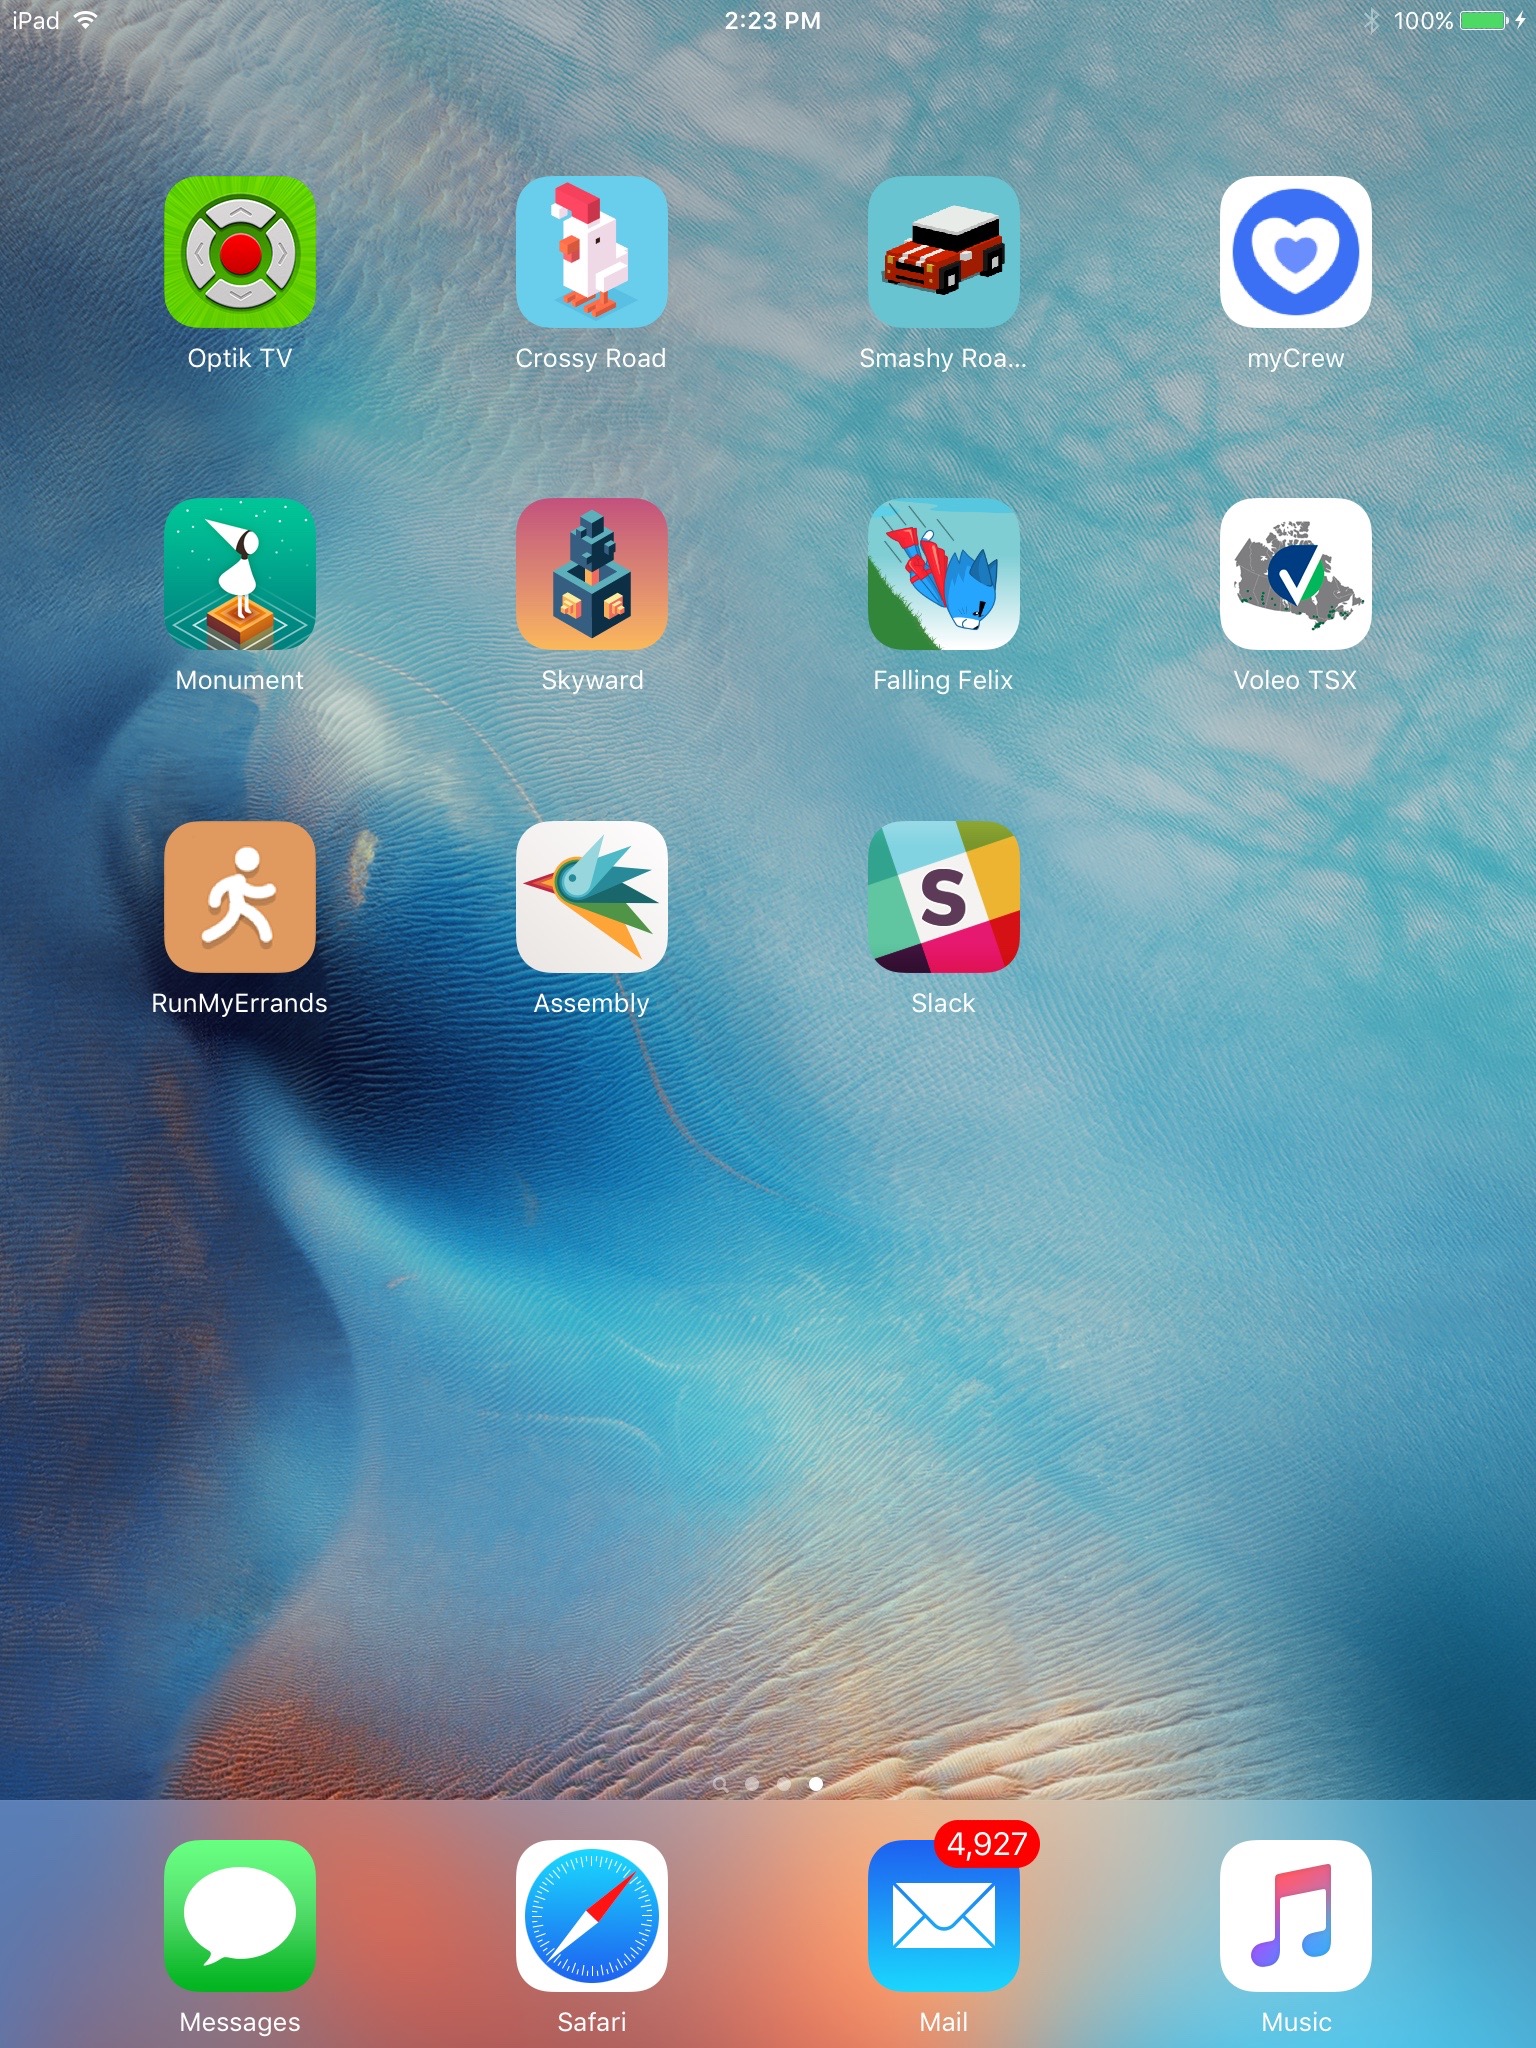 iPad 2:23 PM 100%
Optik TV Crossy Road Smashy Roa... myCrew
Monument Skyward Falling Felix Voleo TSX
S
RunMyErrands Assembly Slack
4,927
Messages Safari Mail Music